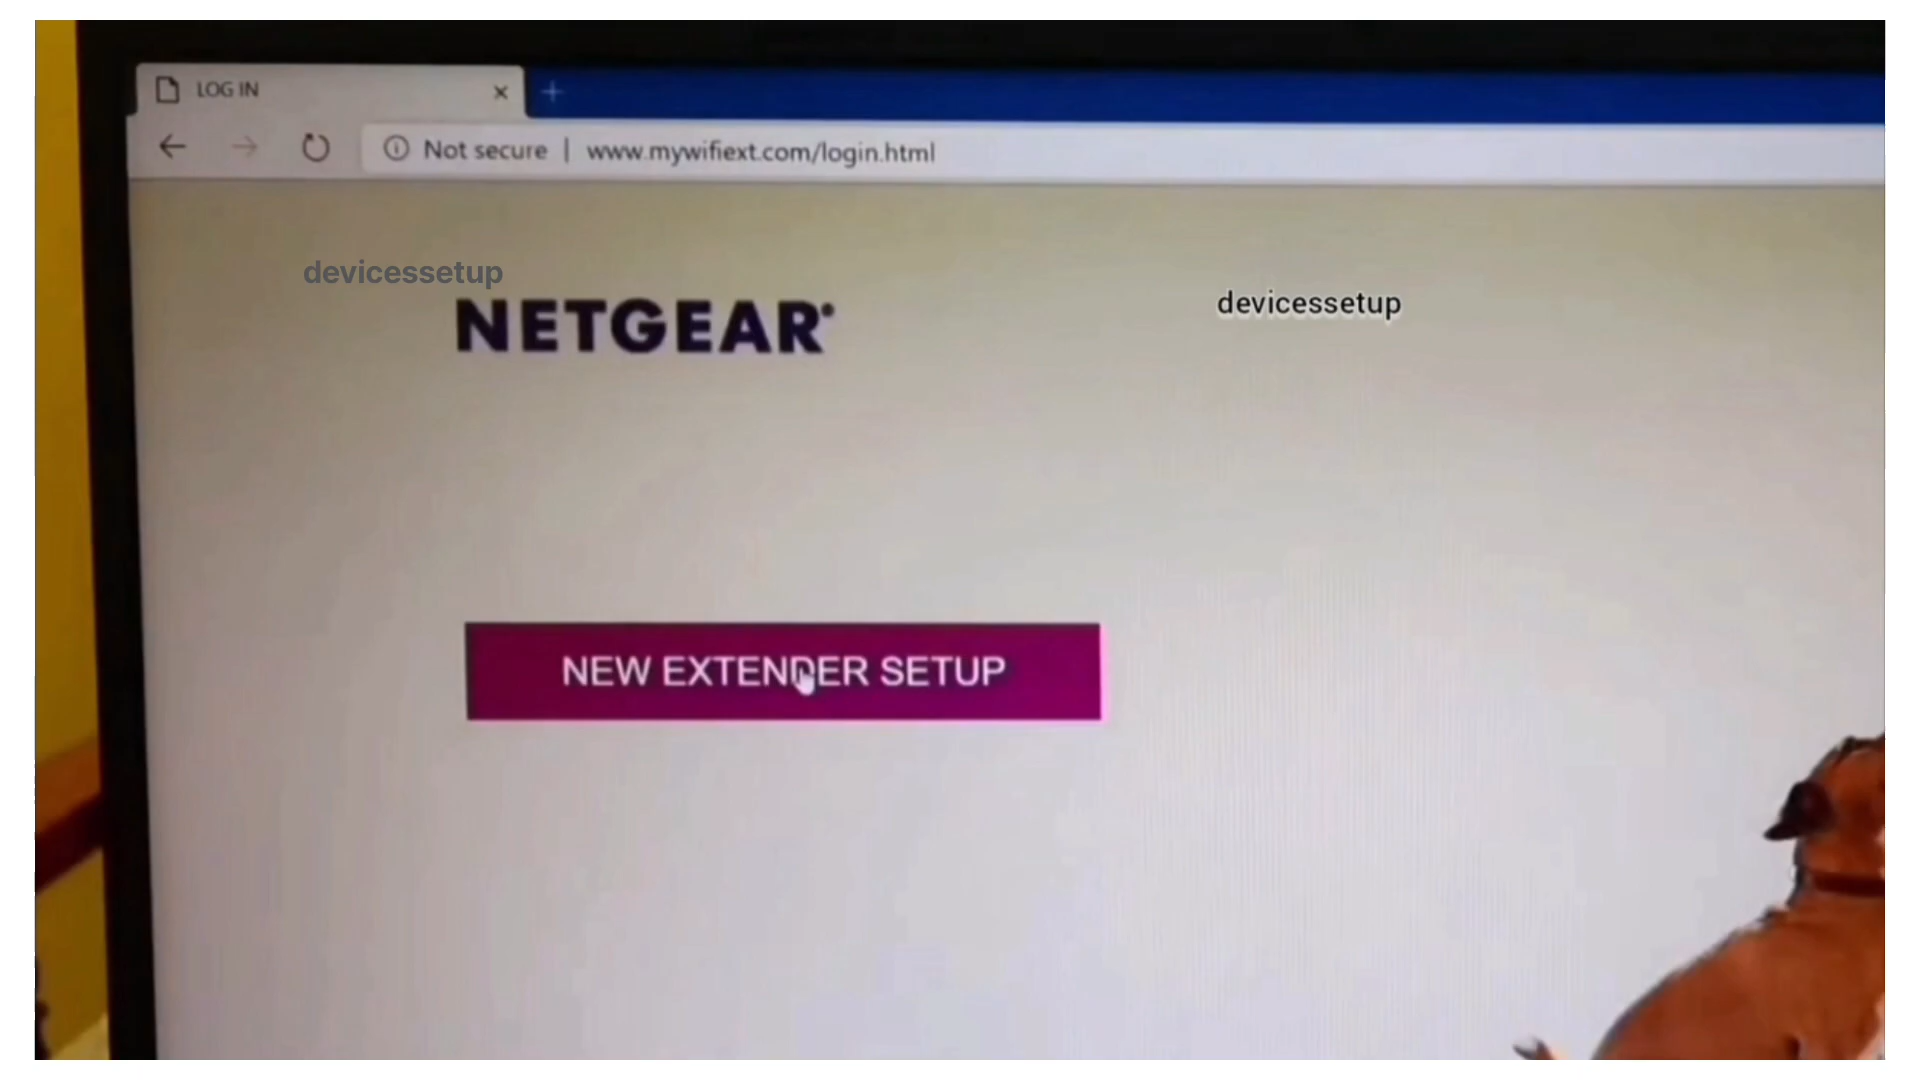 LOG IN
Not secure | www.mywifiext.com/login.html
devicessetup
devicessetup
NETGEAR
NEW EXTENDER SETUP